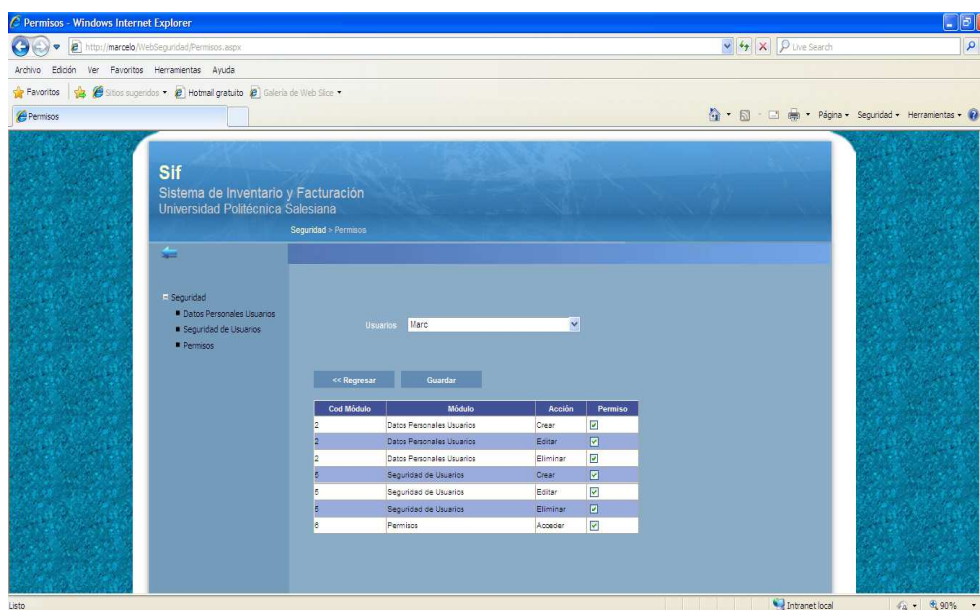 Permisos - Windows Internet Explorer
http://marcelo/WebSeguridad/Permisos.aspx
Live Search
Archivo Edición Ver Favoritos Herramientas Ayuda
Favoritos Sitios sugeridos Hotmail gratuito Galería de Web Slice
Permisos
Página Seguridad Herramientas
Sif
Sistema de Inventario y Facturación
Universidad Politécnica Salesiana
Seguridad > Permisos
Seguridad
Datos Personales Usuarios
Seguridad de Usuarios
Permisos
Usuarios Marc
<< Regresar Guardar
Cod Módulo Módulo Acción Permiso
2 Datos Personales Usuarios Crear
2 Datos Personales Usuarios Editar
2 Datos Personales Usuarios Eliminar
5 Seguridad de Usuarios Crear
5 Seguridad de Usuarios Editar
5 Seguridad de Usuarios Eliminar
6 Permisos Acceder
Listo Intranet local 90%